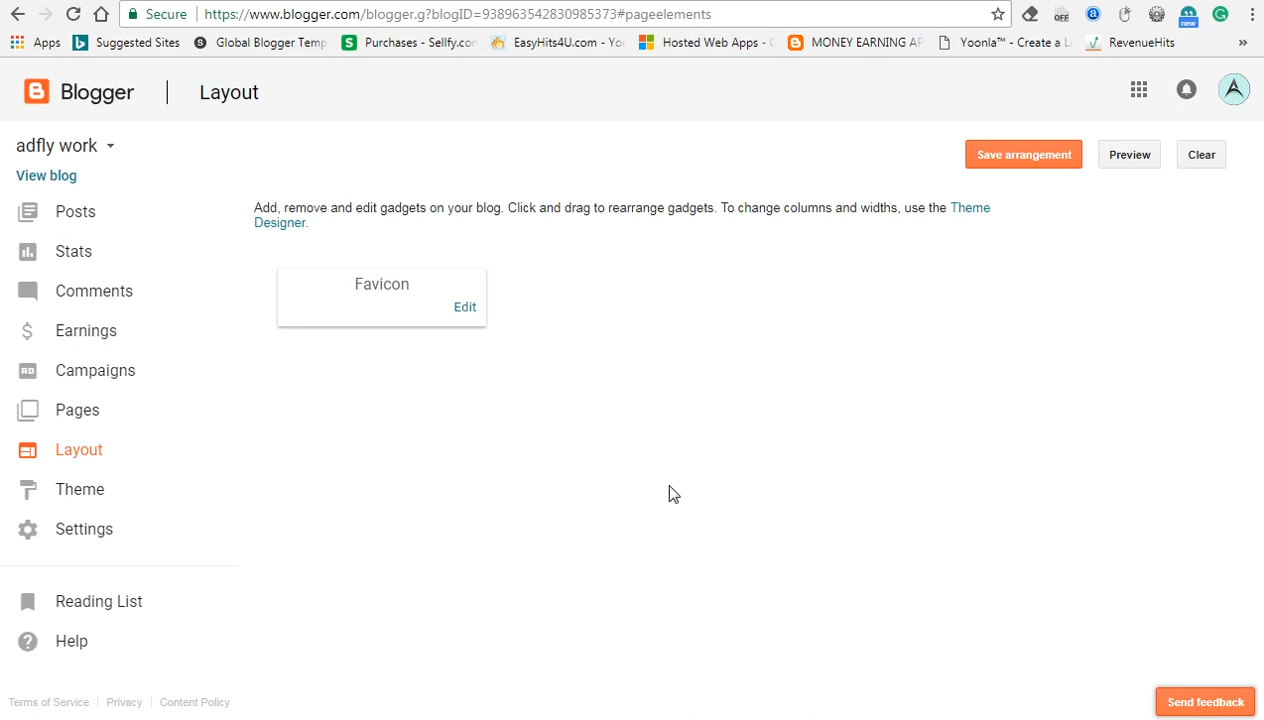 Secure
https://www.blogger.com/blogger.g?blogID=938963542830985373#pageelements
OFF
new
Apps
Suggested Sites
Global Blogger Temp
Purchases - Sellfy.co
EasyHits4U.com - Yo
Hosted Web Apps - C
MONEY EARNING AP
Yoonla™ - Create a L
RevenueHits
»
Blogger
Layout
adfly work
Save arrangement
Preview
Clear
View blog
Posts
Stats
Comments
Earnings
Campaigns
Pages
Layout
Theme
Settings
Reading List
Help
Add, remove and edit gadgets on your blog. Click and drag to rearrange gadgets. To change columns and widths, use the Theme
Designer.
Favicon
Edit
Terms of Service
Privacy
Content Policy
Send feedback